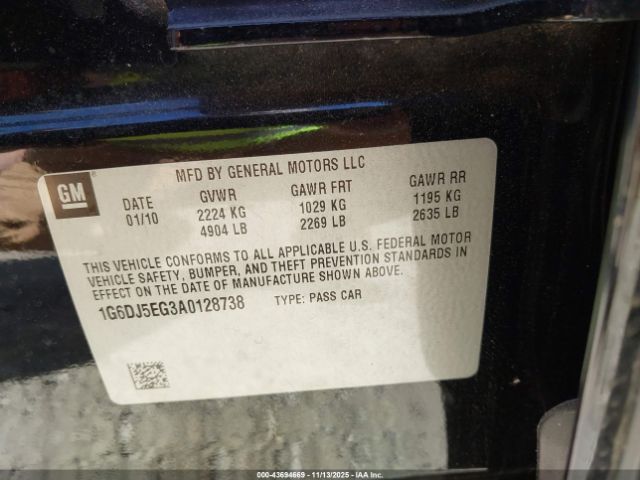 GM
MFD BY GENERAL MOTORS LLC
DATE GVWR GAWR FRT GAWR RR
01/10 2224 KG 1029 KG 1195 KG
4904 LB 2269 LB 2635 LB
THIS VEHICLE CONFORMS TO ALL APPLICABLE U.S. FEDERAL MOTOR
VEHICLE SAFETY, BUMPER, AND THEFT PREVENTION STANDARDS IN
EFFECT ON THE DATE OF MANUFACTURE SHOWN ABOVE.
1G6DJ5EG3A0128738 TYPE: PASS CAR
000-43694669 11/13/2025 IAA Inc. Copyright